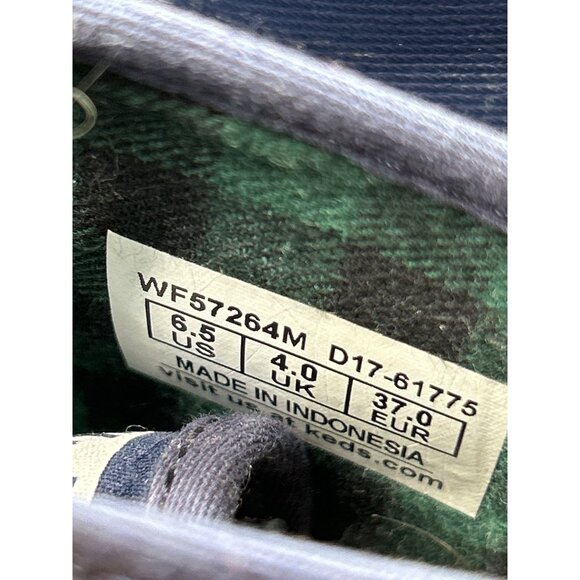 WF57264M D17-61775
6.5 4.0 37.0
US UK EUR
MADE IN INDONESIA
visit us at keds.com